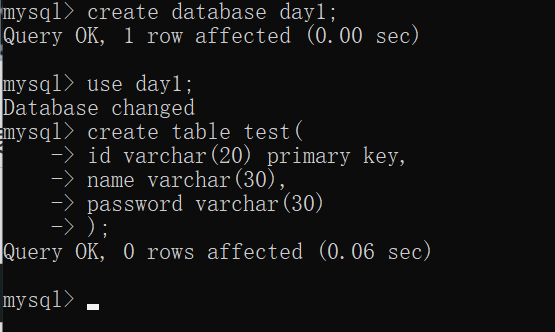 mysql> create database day1;
Query OK, 1 row affected (0.00 sec)
mysql> use day1;
Database changed
mysql> create table test(
    -> id varchar(20) primary key,
    -> name varchar(30),
    -> password varchar(30)
    -> );
Query OK, 0 rows affected (0.06 sec)
mysql>